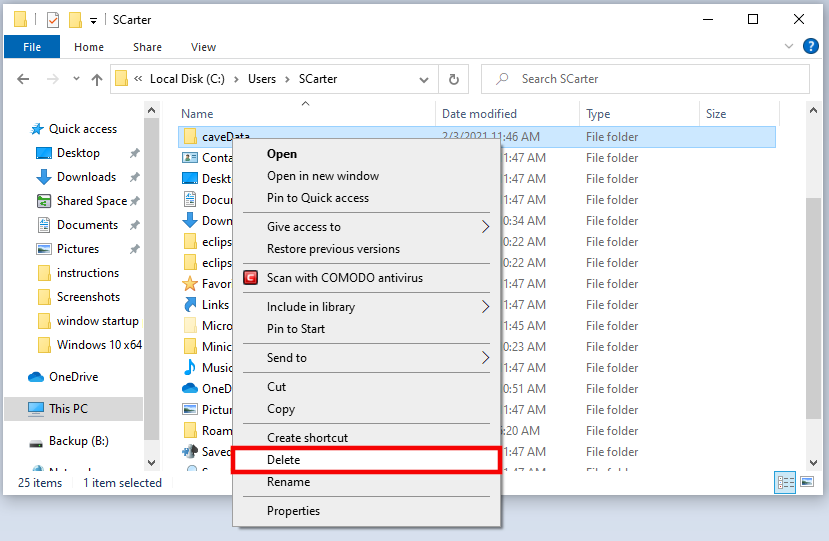 SCarter
File Home Share View
« Local Disk (C:) > Users > SCarter
Search SCarter
Name Date modified Type Size
Quick access
Desktop
Downloads
Shared Space
Documents
Pictures
instructions
Screenshots
window startup
Windows 10 x64
OneDrive
This PC
Backup (B:)
caveData 2/3/2021 11:46 AM File folder
Conta 1:47 AM File folder
Deskt 1:47 AM File folder
Docu 1:47 AM File folder
Down 0:34 AM File folder
eclips 0:22 AM File folder
eclips 0:22 AM File folder
Favor 1:47 AM File folder
Links 1:47 AM File folder
Micro 1:45 AM File folder
Minic 0:23 AM File folder
Music 1:47 AM File folder
OneD 0:51 AM File folder
Pictur 1:47 AM File folder
Roam :20 AM File folder
Saved 1:47 AM File folder
1:47 AM File folder
Open
Open in new window
Pin to Quick access
Give access to
Restore previous versions
Scan with COMODO antivirus
Include in library
Pin to Start
Send to
Cut
Copy
Create shortcut
Delete
Rename
Properties
25 items 1 item selected